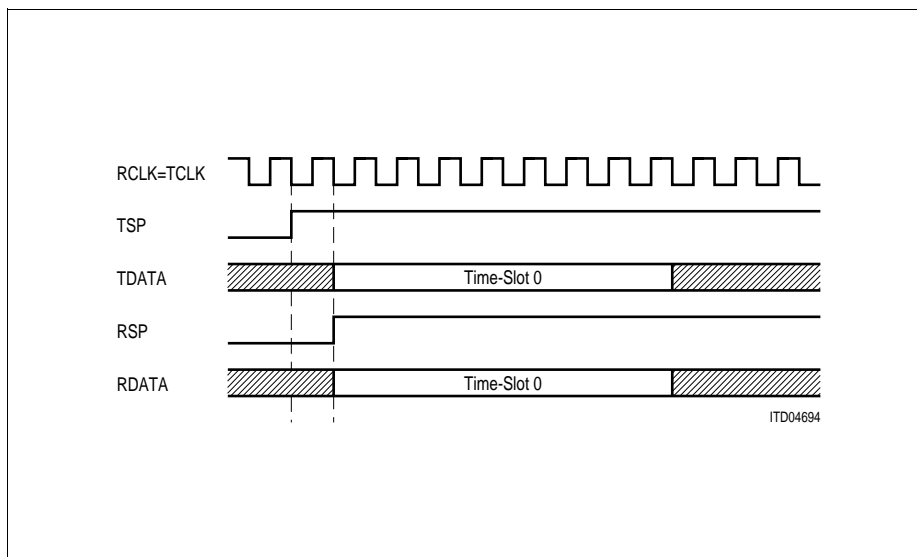 RCLK=TCLK
TSP
TDATA
Time-Slot 0
RSP
RDATA
Time-Slot 0
ITD04694